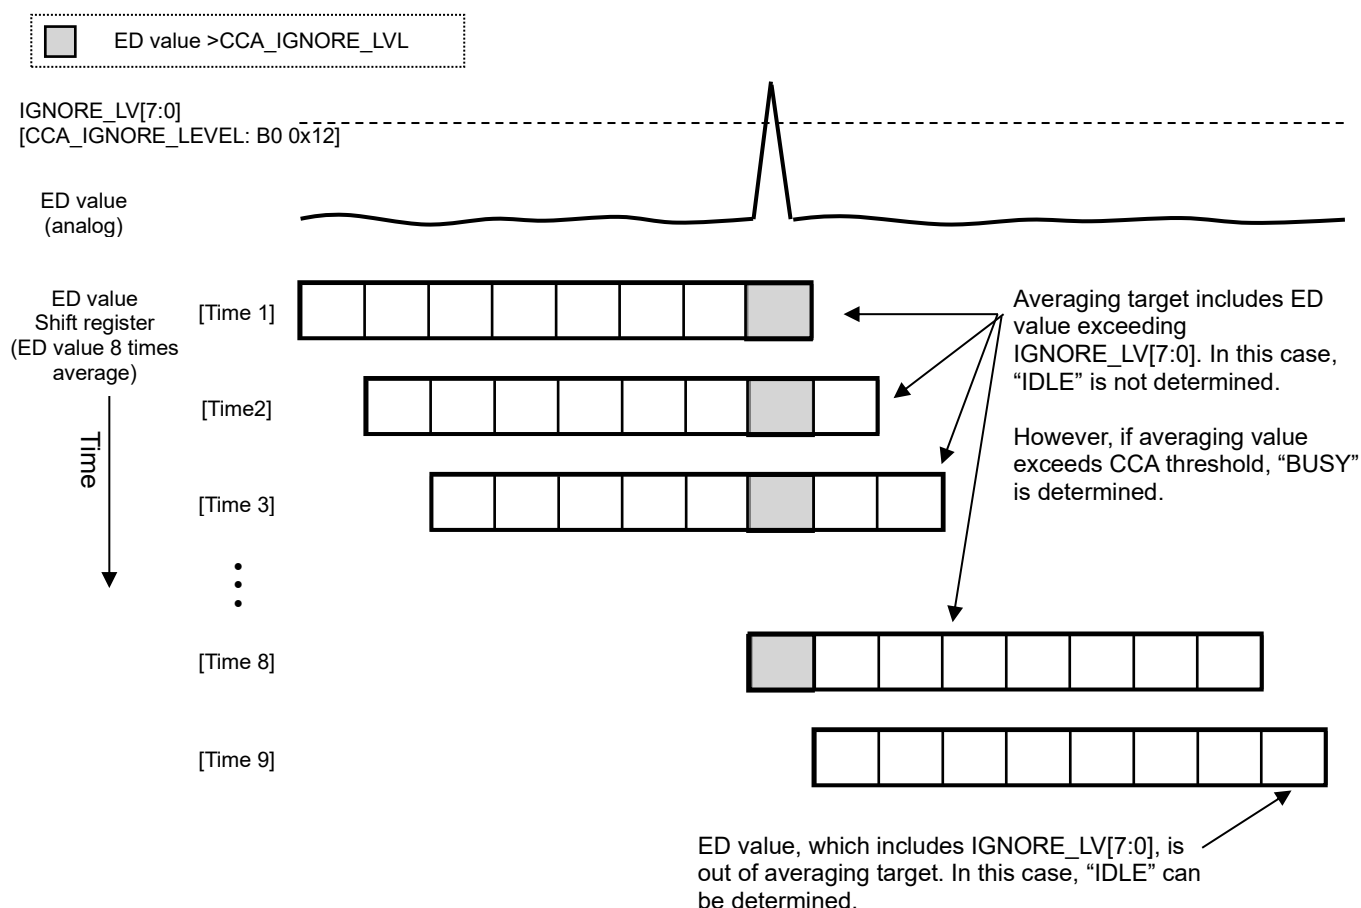 ED value >CCA_IGNORE_LVL
IGNORE_LV[7:0]
[CCA_IGNORE_LEVEL: B0 0x12]
ED value
(analog)
ED value
Shift register
(ED value 8 times
average)
Time
[Time 1]
[Time2]
[Time 3]
[Time 8]
[Time 9]
Averaging target includes ED
value exceeding
IGNORE_LV[7:0]. In this case,
“IDLE” is not determined.
However, if averaging value
exceeds CCA threshold, “BUSY”
is determined.
ED value, which includes IGNORE_LV[7:0], is
out of averaging target. In this case, “IDLE” can
be determined.